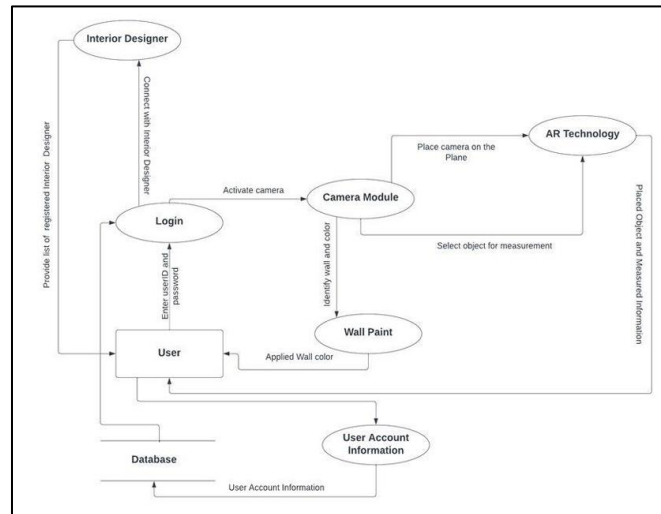 Interior Designer
Provide list of registered Interior Designer
Connect with Interior Designer
AR Technology
Place camera on the
Plane
Activate camera
Camera Module
Login
Select object for measurement
Placed Object and Measured Information
Enter userID and
password
Identify wall and color
Wall Paint
User
Applied Wall color
User Account
Information
Database
User Account Information